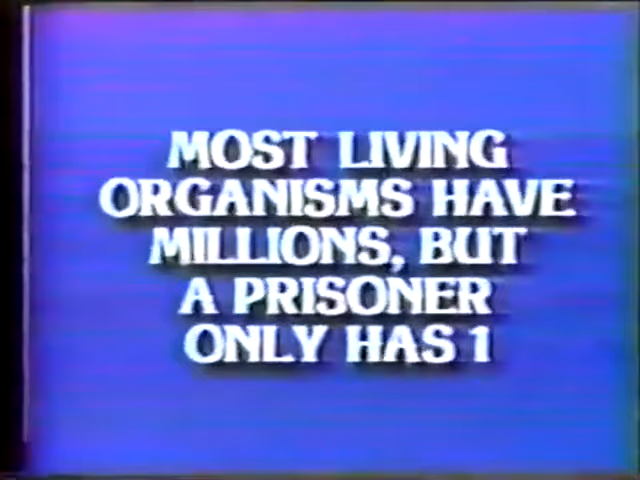 MOST LIVING
ORGANISMS HAVE
MILLIONS, BUT
A PRISONER
ONLY HAS 1